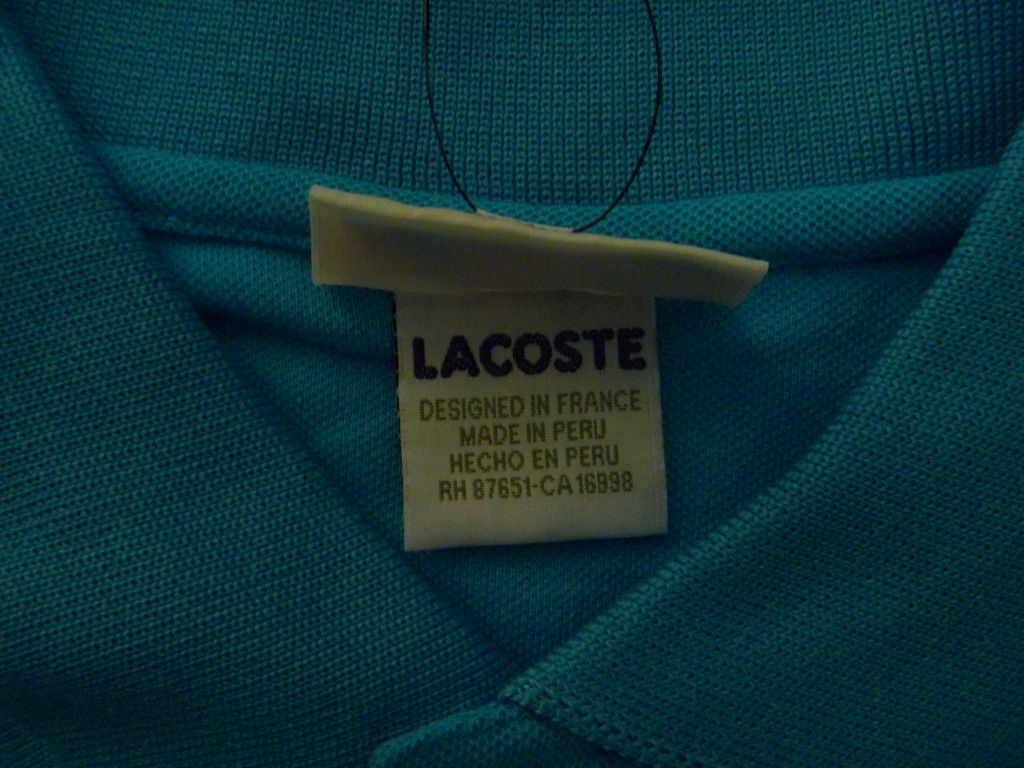 LACOSTE
DESIGNED IN FRANCE
MADE IN PERU
HECHO EN PERU
RH 87651-CA 16998